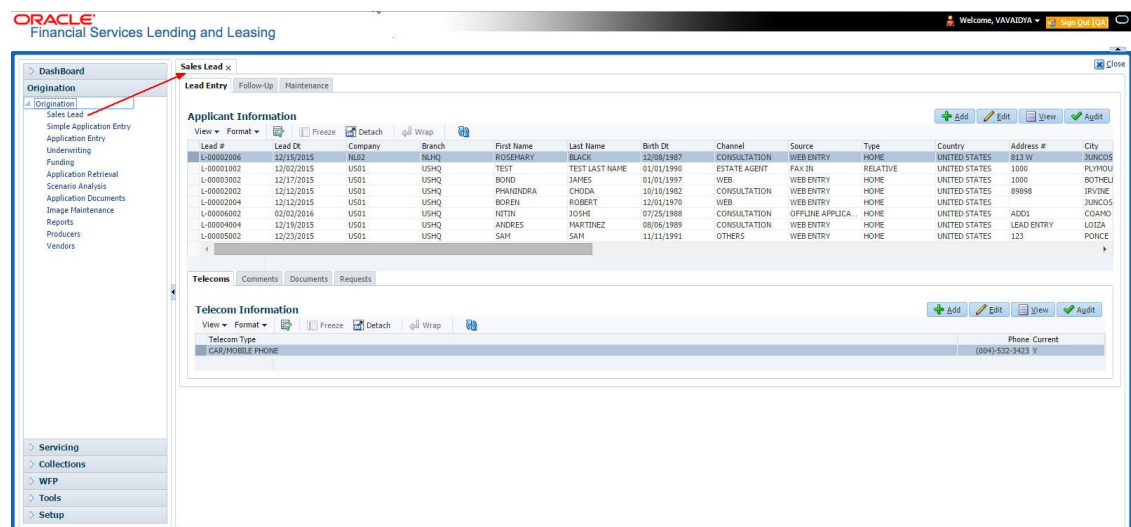 ORACLE
Financial Services Lending and Leasing
Welcome, VAVAIDYA
Sign Out [QA]
Close
DashBoard
Origination
Origination
Sales Lead
Simple Application Entry
Application Entry
Underwriting
Funding
Application Retrieval
Scenario Analysis
Application Documents
Image Maintenance
Reports
Producers
Vendors
Servicing
Collections
WFP
Tools
Setup
Sales Lead x
Lead Entry Follow-Up Maintenance
Applicant Information
Add Edit View Audit
View Format Freeze Detach Wrap
Lead # Lead Dt Company Branch First Name Last Name Birth Dt Channel Source Type Country Address # City
L-00002006 12/15/2015 NL02 NLHQ ROSEMARY BLACK 12/08/1987 CONSULTATION WEB ENTRY HOME UNITED STATES 813 W JUNCOS
L-00001002 12/02/2015 US01 USHQ TEST TEST LAST NAME 01/01/1990 ESTATE AGENT FAX IN RELATIVE UNITED STATES 1000 PLYMOU
L-00003002 12/17/2015 US01 USHQ BOND JAMES 01/01/1997 WEB WEB ENTRY HOME UNITED STATES 1000 BOTHELI
L-00002002 12/12/2015 US01 USHQ PHANINDRA CHODA 10/10/1982 CONSULTATION WEB ENTRY HOME UNITED STATES 89898 IRVINE
L-00002004 12/12/2015 US01 USHQ BOREN ROBERT 12/01/1970 WEB WEB ENTRY HOME UNITED STATES JUNCOS
L-00006002 02/02/2016 US01 USHQ NITIN JOSHI 07/25/1988 CONSULTATION OFFLINE APPLICA... HOME UNITED STATES ADD1 COAMO
L-00004004 12/19/2015 US01 USHQ ANDRES MARTINEZ 08/06/1989 CONSULTATION WEB ENTRY HOME UNITED STATES LEAD ENTRY LOIZA
L-00005002 12/23/2015 US01 USHQ SAM SAM 11/11/1991 OTHERS WEB ENTRY HOME UNITED STATES 123 PONCE
Telecoms Comments Documents Requests
Telecom Information
Add Edit View Audit
View Format Freeze Detach Wrap
Telecom Type Phone Current
CAR/MOBILE PHONE (004)-532-3423 Y